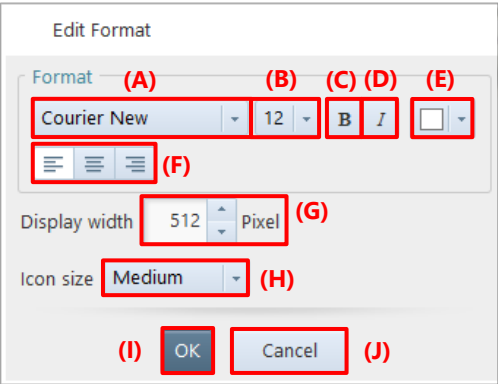 Edit Format
Format
(A) (B) (C) (D) (E)
Courier New 12 B I
(F)
Display width 512 Pixel (G)
Icon size Medium (H)
(I) OK Cancel (J)